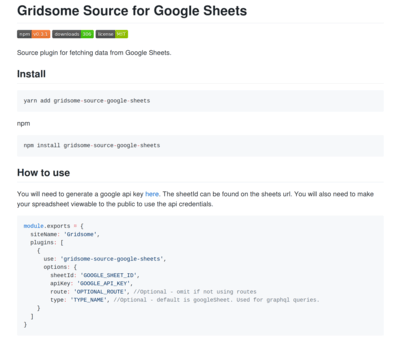 Gridsome Source for Google Sheets
npm v0.3.1 downloads 204 license MIT
Source plugin for fetching data from Google Sheets.
Install
yarn add gridsome-source-google-sheets
npm
npm install gridsome-source-google-sheets
How to use
You will need to generate a google api key here. The sheetId can be found on the sheets url. You will also need to make
your spreadsheet viewable to the public to use the api credentials.
module.exports = {
  siteName: 'Gridsome',
  plugins: [
    {
      use: 'gridsome-source-google-sheets',
      options: {
        sheetId: 'GOOGLE_SHEET_ID',
        apiKey: 'GOOGLE_API_KEY',
        route: 'OPTIONAL_ROUTE', //Optional - omit if not using routes
        type: 'TYPE_NAME', //Optional - default is googleSheet. Used for graphql queries.
      }
    }
  ]
}